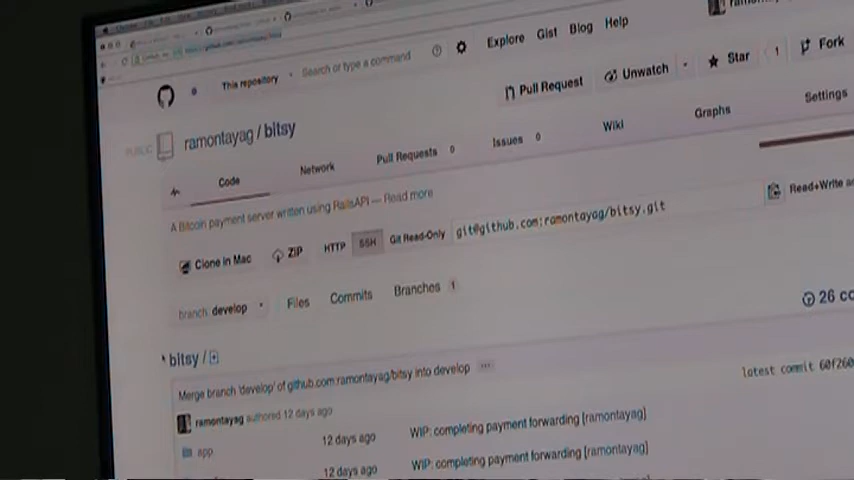 Explore Gist Blog Help
This repository Search or type a command
Pull Request Unwatch Star 1 Fork
PUBLIC ramontayag / bitsy
Code Network Pull Requests 0 Issues 0 Wiki Graphs Settings
A Bitcoin payment server written using RailsAPI — Read more
Clone in Mac ZIP HTTP SSH Git Read-Only git@github.com:ramontayag/bitsy.git Read+Write
branch: develop Files Commits Branches 1
26
bitsy /
Merge branch 'develop' of github.com:ramontayag/bitsy into develop ...
latest commit 60f260
ramontayag authored 12 days ago
app 12 days ago WIP: completing payment forwarding [ramontayag]
12 days ago WIP: completing payment forwarding [ramontayag]